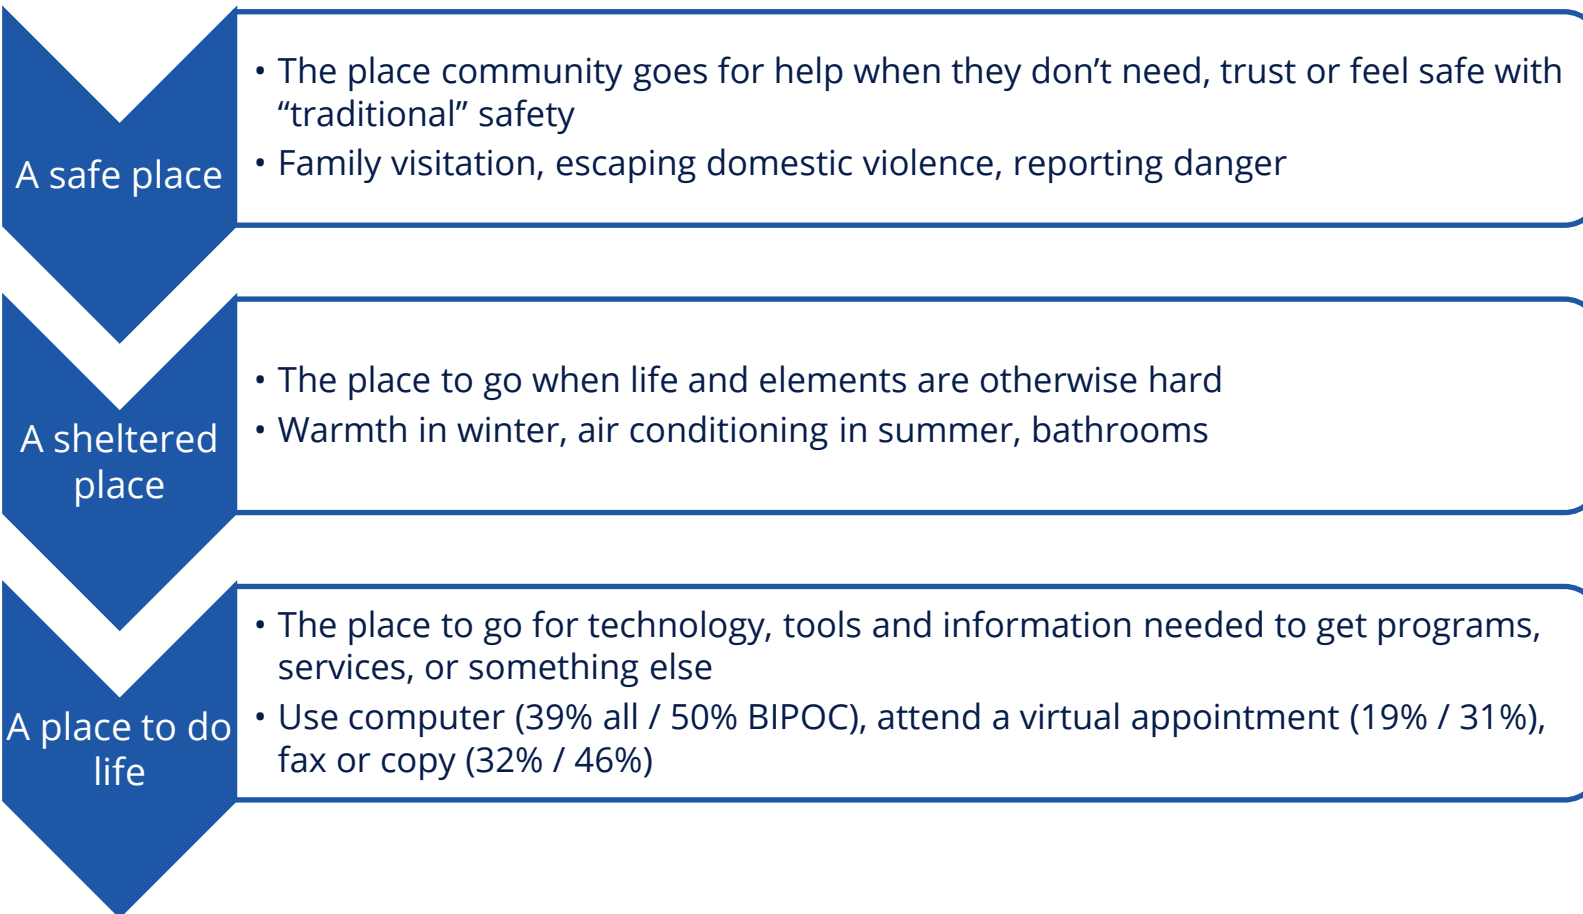 A safe place
• The place community goes for help when they don’t need, trust or feel safe with
“traditional” safety
• Family visitation, escaping domestic violence, reporting danger
A sheltered
place
• The place to go when life and elements are otherwise hard
• Warmth in winter, air conditioning in summer, bathrooms
A place to do
life
• The place to go for technology, tools and information needed to get programs,
services, or something else
• Use computer (39% all / 50% BIPOC), attend a virtual appointment (19% / 31%),
fax or copy (32% / 46%)